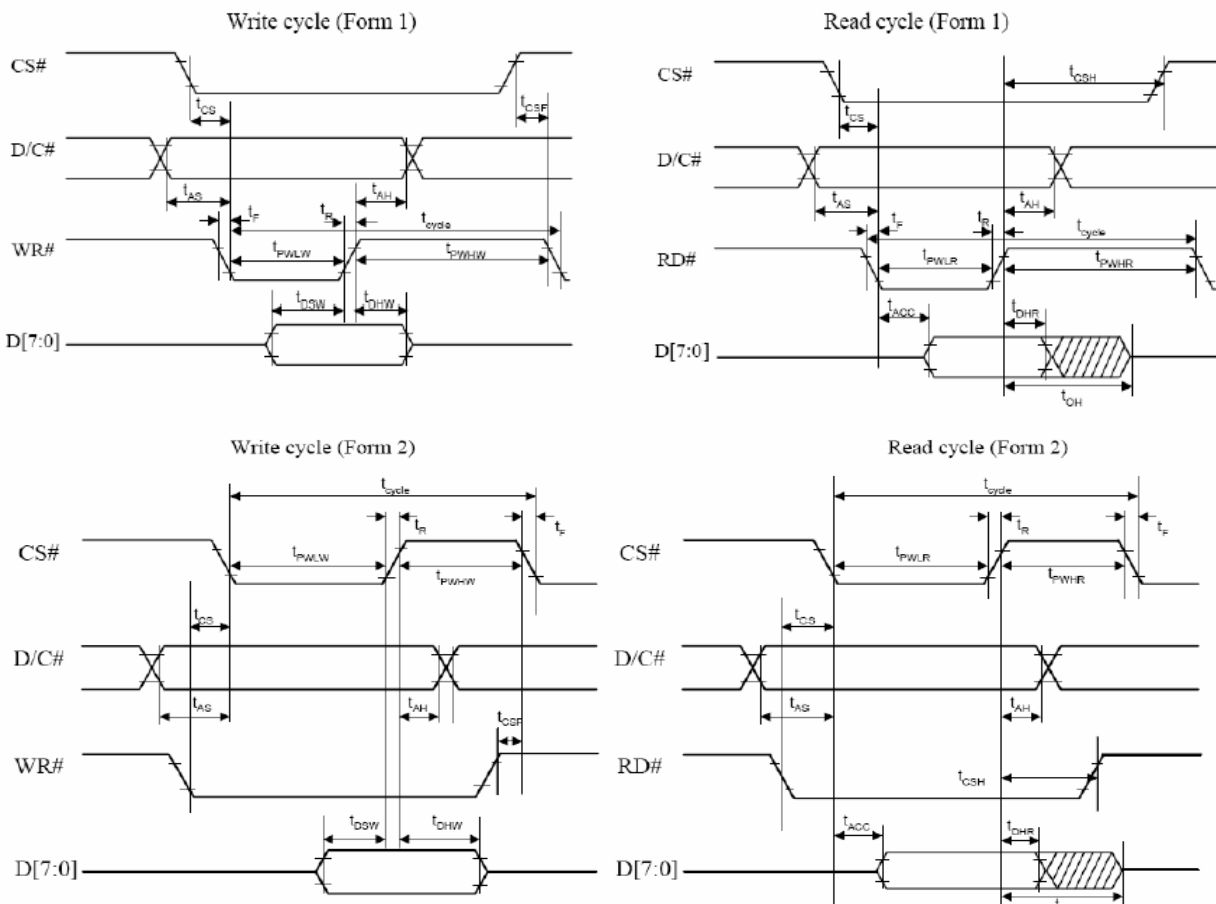 Write cycle (Form 1)
CS#
tCS
tCSF
D/C#
tAS
tAH
tF
tR
tcycle
WR#
tPWLW
tPWHW
tDSW
tDHW
D[7:0]
Read cycle (Form 1)
CS#
tCSH
tCS
D/C#
tAS
tAH
tF
tR
tcycle
RD#
tPWLR
tPWHR
tACC
tDHR
D[7:0]
tOH
Write cycle (Form 2)
tcycle
tR
tF
CS#
tPWLW
tPWHW
tCS
D/C#
tAS
tAH
tCSF
WR#
tDSW
tDHW
D[7:0]
Read cycle (Form 2)
tcycle
tR
tF
CS#
tPWLR
tPWHR
tCS
D/C#
tAS
tAH
RD#
tCSH
tACC
tDHR
D[7:0]